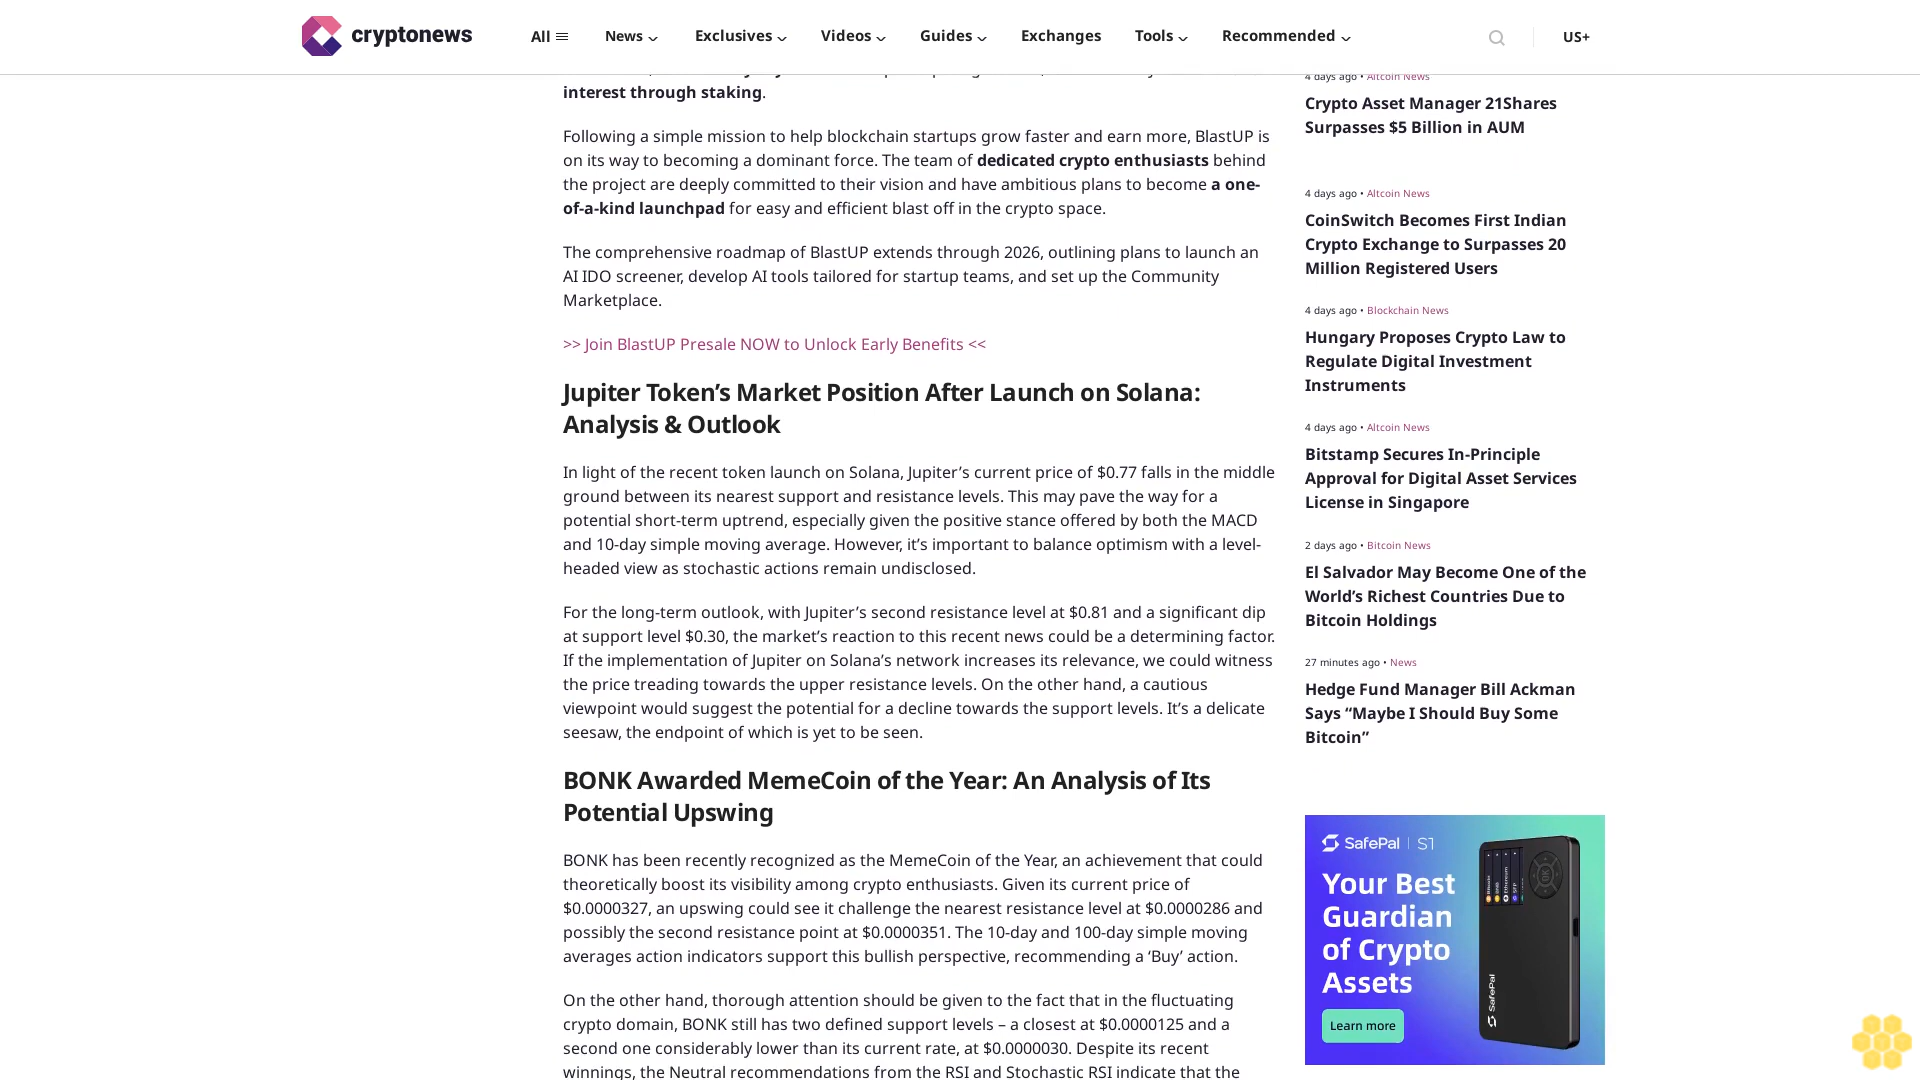 cryptonews
All
News
Exclusives
Videos
Guides
Exchanges
Tools
Recommended
US+
interest through staking.
Following a simple mission to help blockchain startups grow faster and earn more, BlastUP is
on its way to becoming a dominant force. The team of dedicated crypto enthusiasts behind
the project are deeply committed to their vision and have ambitious plans to become a one-
of-a-kind launchpad for easy and efficient blast off in the crypto space.
The comprehensive roadmap of BlastUP extends through 2026, outlining plans to launch an
AI IDO screener, develop AI tools tailored for startup teams, and set up the Community
Marketplace.
>> Join BlastUP Presale NOW to Unlock Early Benefits <<
Jupiter Token’s Market Position After Launch on Solana:
Analysis & Outlook
In light of the recent token launch on Solana, Jupiter’s current price of $0.77 falls in the middle
ground between its nearest support and resistance levels. This may pave the way for a
potential short-term uptrend, especially given the positive stance offered by both the MACD
and 10-day simple moving average. However, it’s important to balance optimism with a level-
headed view as stochastic actions remain undisclosed.
For the long-term outlook, with Jupiter’s second resistance level at $0.81 and a significant dip
at support level $0.30, the market’s reaction to this recent news could be a determining factor.
If the implementation of Jupiter on Solana’s network increases its relevance, we could witness
the price treading towards the upper resistance levels. On the other hand, a cautious
viewpoint would suggest the potential for a decline towards the support levels. It’s a delicate
seesaw, the endpoint of which is yet to be seen.
BONK Awarded MemeCoin of the Year: An Analysis of Its
Potential Upswing
BONK has been recently recognized as the MemeCoin of the Year, an achievement that could
theoretically boost its visibility among crypto enthusiasts. Given its current price of
$0.0000327, an upswing could see it challenge the nearest resistance level at $0.0000286 and
possibly the second resistance point at $0.0000351. The 10-day and 100-day simple moving
averages action indicators support this bullish perspective, recommending a ‘Buy’ action.
On the other hand, thorough attention should be given to the fact that in the fluctuating
crypto domain, BONK still has two defined support levels – a closest at $0.0000125 and a
second one considerably lower than its current rate, at $0.0000030. Despite its recent
winnings, the Neutral recommendations from the RSI and Stochastic RSI indicate that the
4 days ago • Altcoin News
Crypto Asset Manager 21Shares
Surpasses $5 Billion in AUM
4 days ago • Altcoin News
CoinSwitch Becomes First Indian
Crypto Exchange to Surpasses 20
Million Registered Users
4 days ago • Blockchain News
Hungary Proposes Crypto Law to
Regulate Digital Investment
Instruments
4 days ago • Altcoin News
Bitstamp Secures In-Principle
Approval for Digital Asset Services
License in Singapore
2 days ago • Bitcoin News
El Salvador May Become One of the
World’s Richest Countries Due to
Bitcoin Holdings
27 minutes ago • News
Hedge Fund Manager Bill Ackman
Says “Maybe I Should Buy Some
Bitcoin”
SafePal | S1
Your Best
Guardian
of Crypto
Assets
Learn more
SafePal
Bitcoin
BNB
Ethereum
SFP
OK